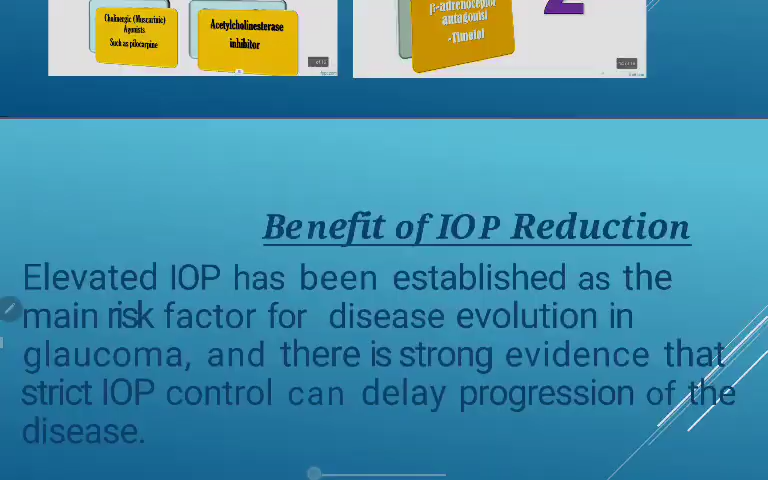 Cholinergic (Muscarinic)
Agonists
Such as pilocarpine
Acetylcholinesterase
inhibitor
β-adrenoceptor
antagonist
-Timolol
2
Benefit of IOP Reduction
Elevated IOP has been established as the
main risk factor for disease evolution in
glaucoma, and there is strong evidence that
strict IOP control can delay progression of the
disease.